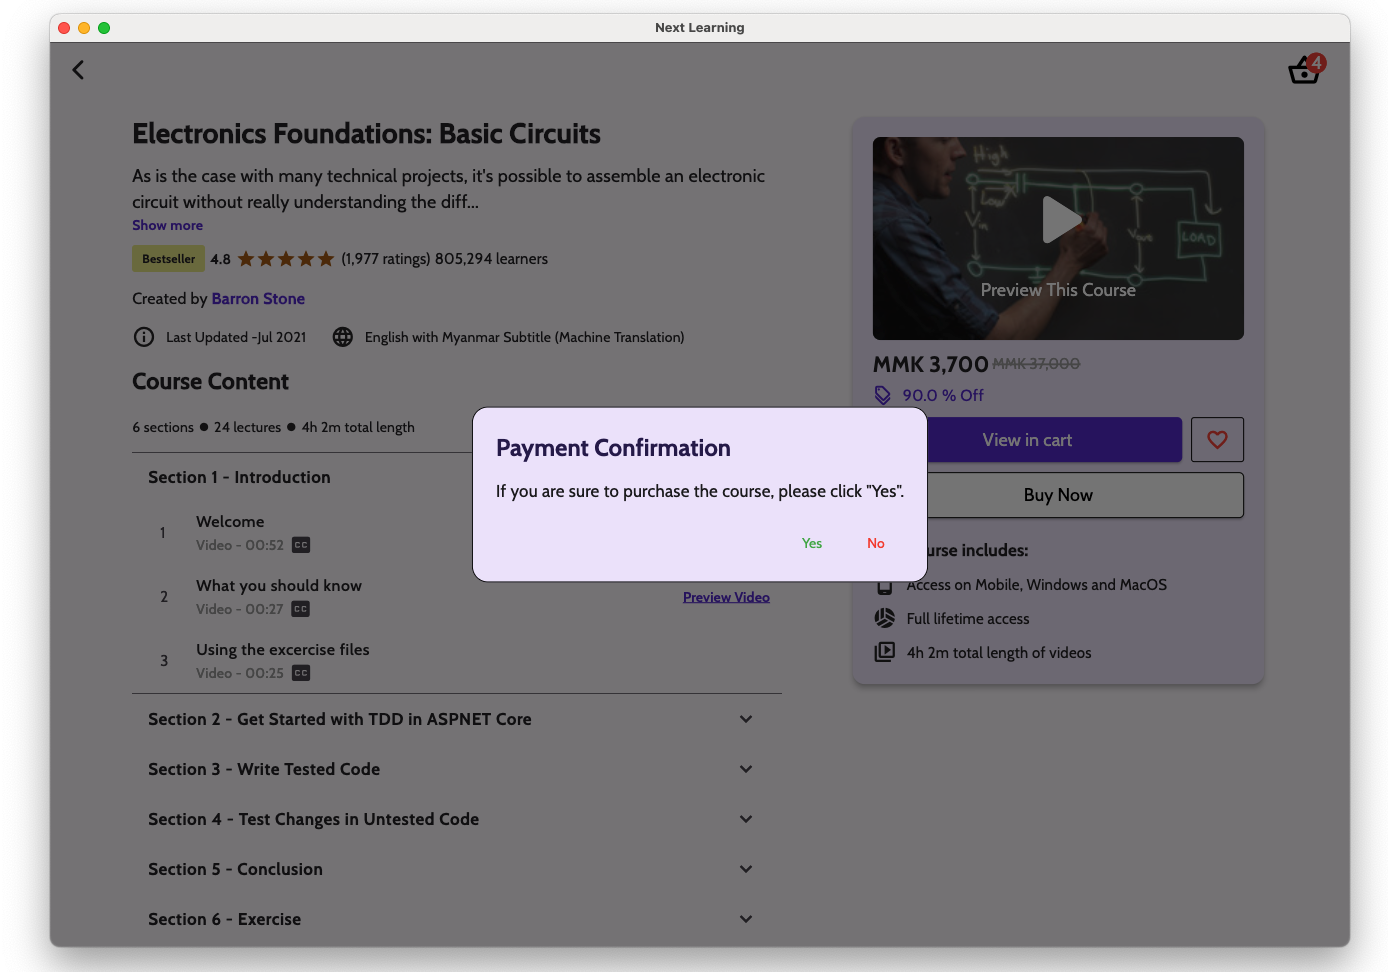 Next Learning
4
Electronics Foundations: Basic Circuits
As is the case with many technical projects, it's possible to assemble an electronic
circuit without really understanding the diff...
Show more
Bestseller 4.8 (1,977 ratings) 805,294 learners
Created by Barron Stone
Last Updated -Jul 2021 English with Myanmar Subtitle (Machine Translation)
Course Content
6 sections ● 24 lectures ● 4h 2m total length
Section 1 - Introduction
1
Welcome
Video - 00:52 CC
2
What you should know
Video - 00:27 CC
Preview Video
3
Using the excercise files
Video - 00:25 CC
Section 2 - Get Started with TDD in ASPNET Core
Section 3 - Write Tested Code
Section 4 - Test Changes in Untested Code
Section 5 - Conclusion
Section 6 - Exercise
High
Low
Vin
Vout
LOAD
Preview This Course
MMK 3,700 MMK 37,000
90.0 % Off
View in cart
Buy Now
includes:
Access on Mobile, Windows and MacOS
Full lifetime access
4h 2m total length of videos
Payment Confirmation
If you are sure to purchase the course, please click "Yes".
Yes No